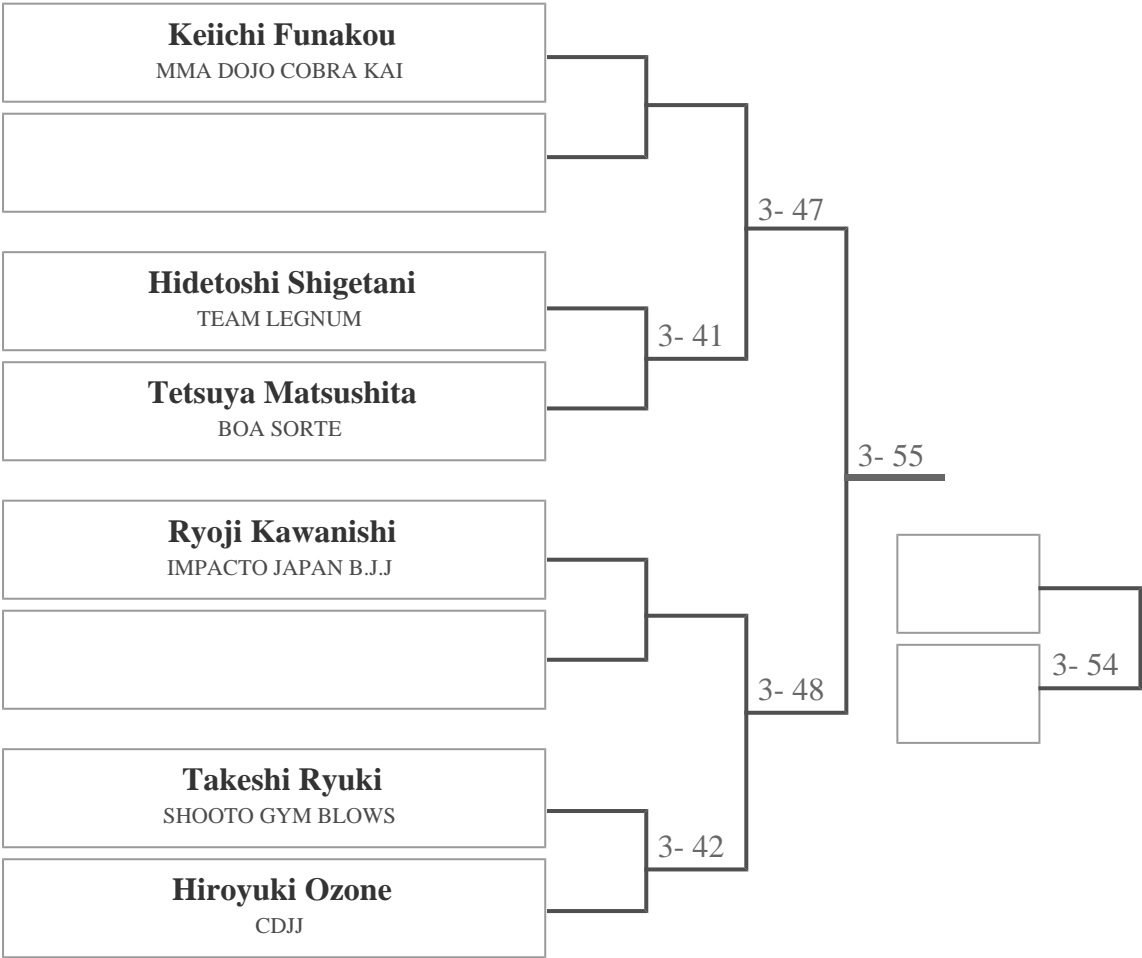 Keiichi Funakou
MMA DOJO COBRA KAI
3- 47
Hidetoshi Shigetani
TEAM LEGNUM
3- 41
Tetsuya Matsushita
BOA SORTE
3- 55
Ryoji Kawanishi
IMPACTO JAPAN B.J.J
3- 54
3- 48
Takeshi Ryuki
SHOOTO GYM BLOWS
3- 42
Hiroyuki Ozone
CDJJ